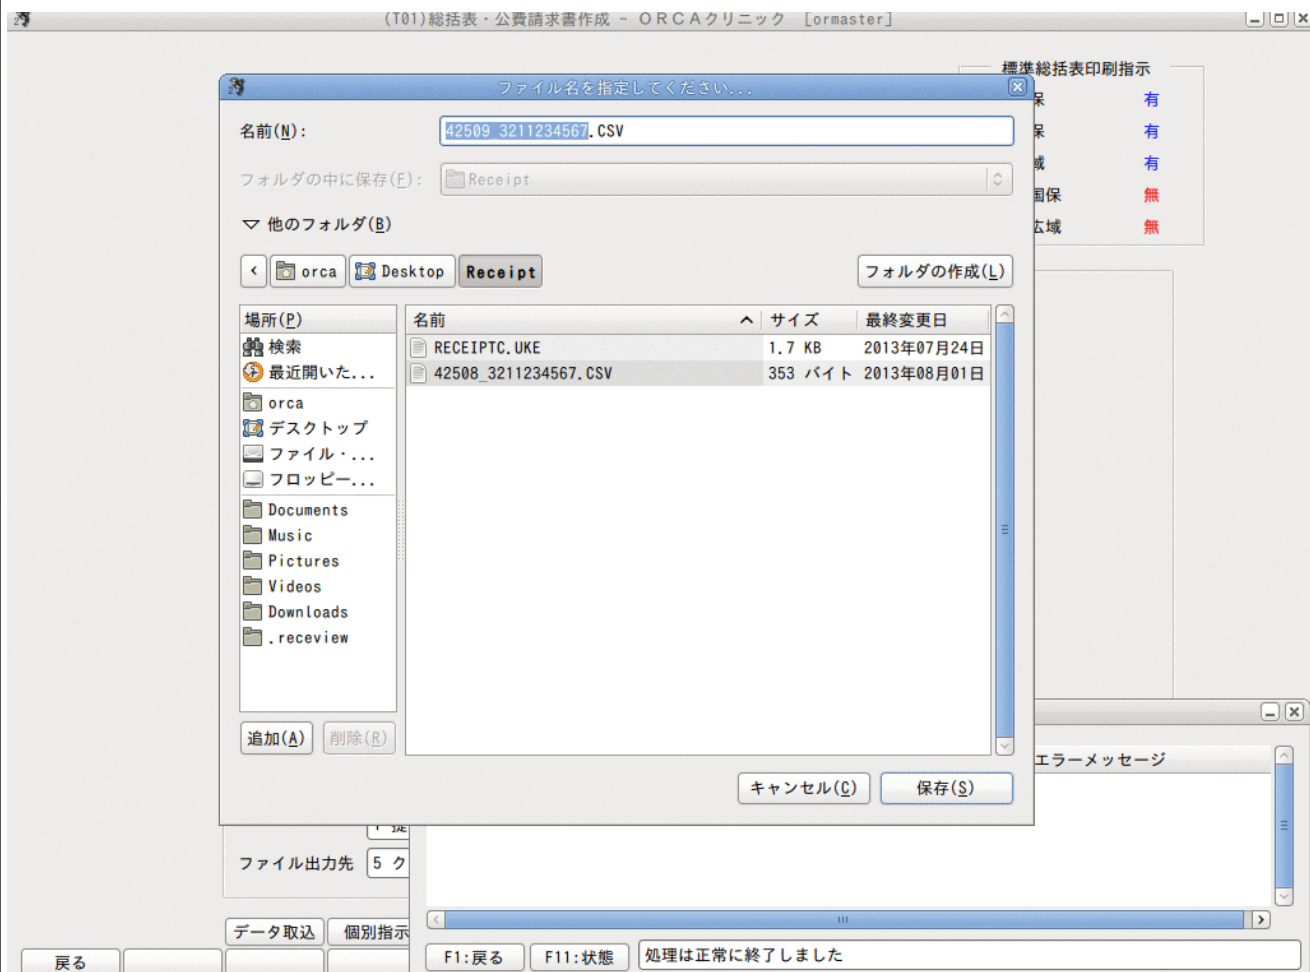 (T01)総括表・公費請求書作成 − ＯＲＣＡクリニック [ormaster]
標準総括表印刷指示
ファイル名を指定してください...
保 有
名前(N): 42509_3211234567.CSV
保 有
域 有
フォルダの中に保存(F): Receipt
国保 無
他のフォルダ(B)
広域 無
orca Desktop Receipt フォルダの作成(L)
場所(P) 名前 サイズ 最終変更日
検索 RECEIPTC.UKE 1.7 KB 2013年07月24日
最近開いた... 42508_3211234567.CSV 353 バイト 2013年08月01日
orca
デスクトップ
ファイル・...
フロッピー...
Documents
Music
Pictures
Videos
Downloads
.receview
追加(A) 削除(R)
エラーメッセージ
キャンセル(C) 保存(S)
1 提
ファイル出力先 5 ク
データ取込 個別指示
戻る F1:戻る F11:状態 処理は正常に終了しました